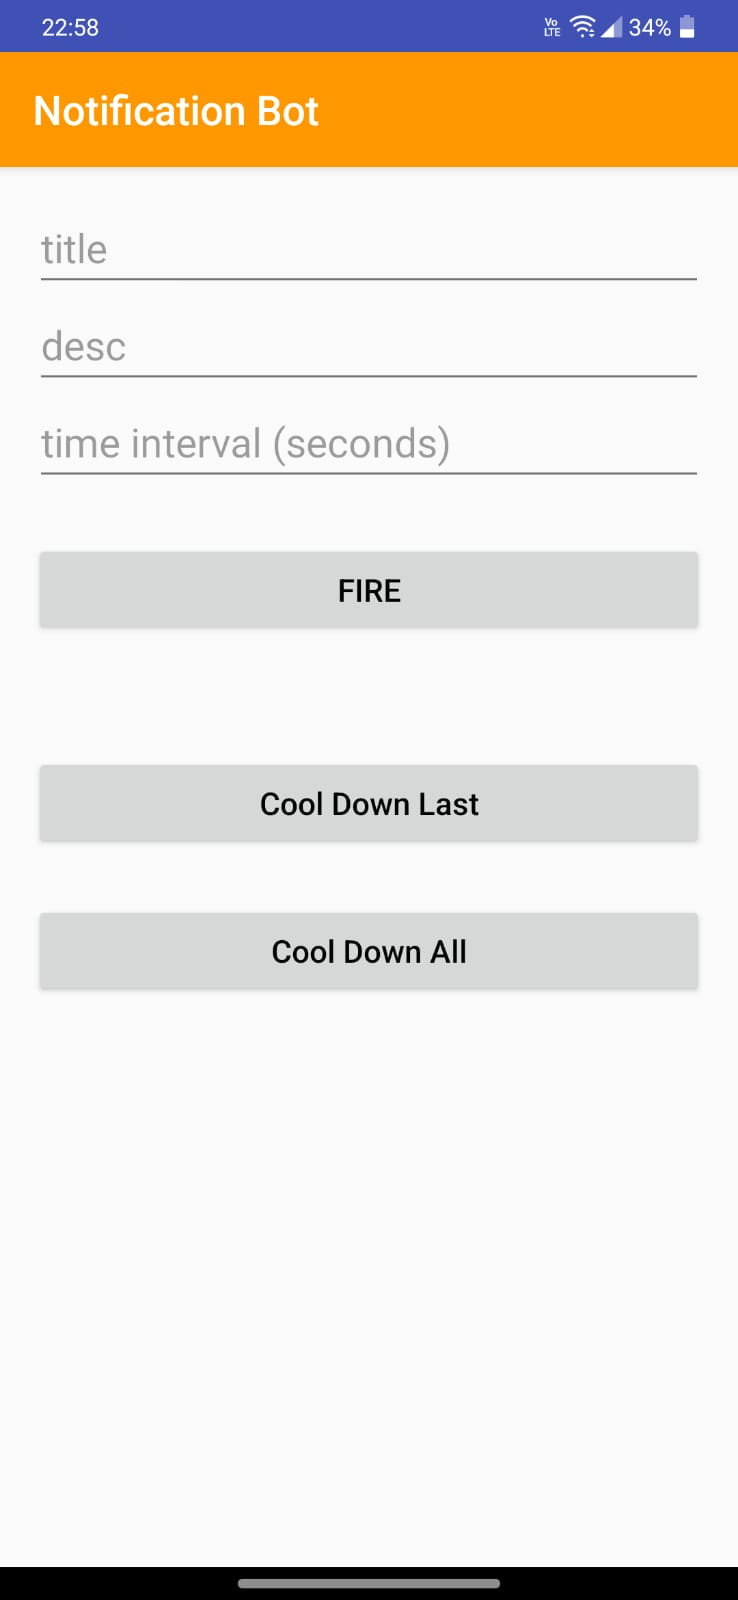 22:58 Vo LTE 34%
Notification Bot
title
desc
time interval (seconds)
FIRE
Cool Down Last
Cool Down All